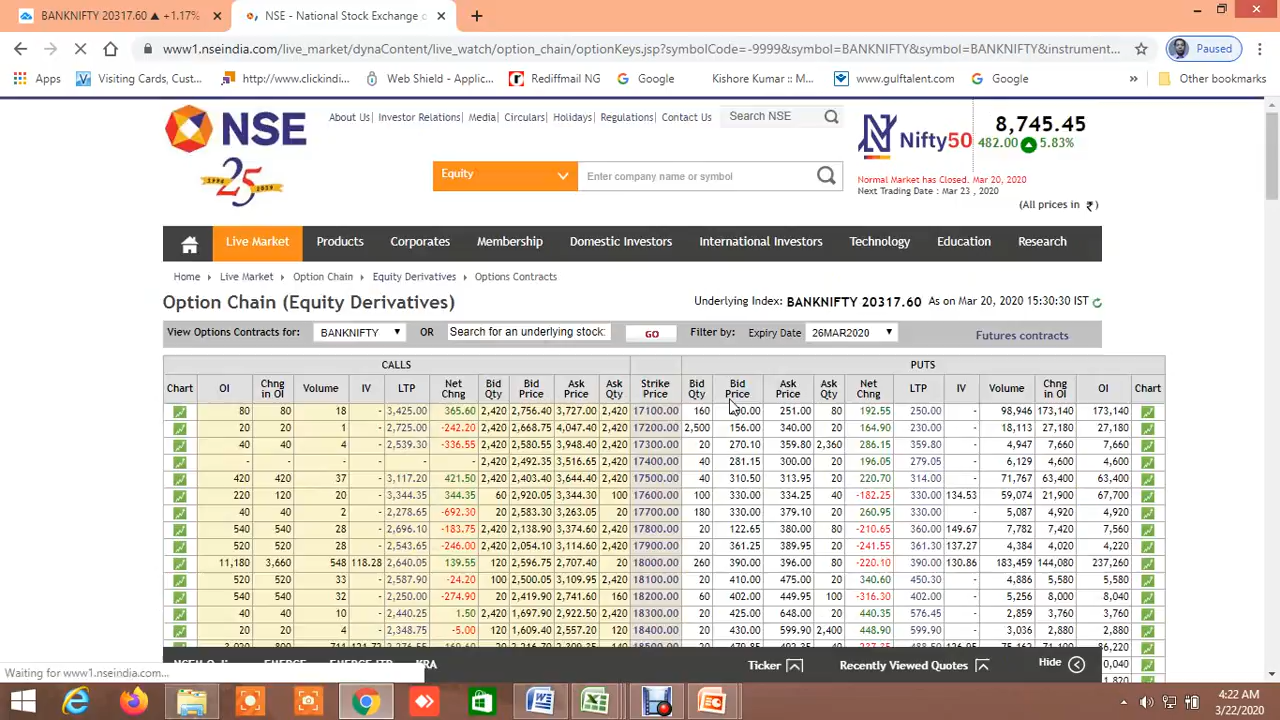 BANKNIFTY 20317.60 ▲ +1.17%
NSE - National Stock Exchange o
www1.nseindia.com/live_market/dynaContent/live_watch/option_chain/optionKeys.jsp?symbolCode=-9999&symbol=BANKNIFTY&symbol=BANKNIFTY&instrument...
Paused
Apps Visiting Cards, Cust... http://www.clickindi... Web Shield - Applic... Rediffmail NG Google Kishore Kumar :: M... www.gulftalent.com Google » Other bookmarks
NSE
25
About Us | Investor Relations | Media | Circulars | Holidays | Regulations | Contact Us
Search NSE
Nifty50
8,745.45
482.00 5.83%
Equity
Enter company name or symbol
Normal Market has Closed. Mar 20, 2020
Next Trading Date : Mar 23 , 2020
(All prices in ₹)
Live Market Products Corporates Membership Domestic Investors International Investors Technology Education Research
Home Live Market Option Chain Equity Derivatives Options Contracts
Option Chain (Equity Derivatives)
Underlying Index: BANKNIFTY 20317.60 As on Mar 20, 2020 15:30:30 IST
View Options Contracts for: BANKNIFTY OR Search for an underlying stock: GO Filter by: Expiry Date 26MAR2020 Futures contracts
CALLS PUTS
Chart OI Chng in OI Volume IV LTP Net Chng Bid Qty Bid Price Ask Price Ask Qty Strike Price Bid Qty Bid Price Ask Price Ask Qty Net Chng LTP IV Volume Chng in OI OI Chart
80 80 18 - 3,425.00 365.60 2,420 2,756.40 3,727.00 2,420 17100.00 160 251.00 80 192.55 250.00 - 98,946 173,140 173,140
20 20 1 - 2,725.00 -242.20 2,420 2,668.75 4,047.40 2,420 17200.00 2,500 156.00 340.00 20 164.90 230.00 - 18,113 27,180 27,180
40 40 4 - 2,539.30 -336.55 2,420 2,580.55 3,948.40 2,420 17300.00 20 270.10 359.80 2,360 286.15 359.80 - 4,947 7,660 7,660
- - - - - - 2,420 2,492.35 3,516.65 2,420 17400.00 40 281.15 300.00 40 196.05 279.05 - 6,129 4,600 4,600
420 420 37 - 3,117.20 421.50 2,420 2,403.40 3,644.40 2,420 17500.00 40 310.50 313.95 20 220.70 314.00 - 71,767 63,400 63,400
220 120 20 - 3,344.35 344.35 60 2,920.05 3,344.30 100 17600.00 100 330.00 334.25 40 -182.25 330.00 134.53 59,074 21,900 67,700
40 40 2 - 2,278.65 -692.30 20 2,583.30 3,263.05 20 17700.00 180 330.00 379.10 20 260.95 330.00 - 5,087 4,920 4,920
540 540 28 - 2,696.10 -183.75 2,420 2,138.90 3,374.60 2,420 17800.00 20 122.65 380.00 80 -210.65 360.00 149.67 7,782 7,420 7,560
520 520 28 - 2,543.65 -246.00 2,420 2,054.10 3,114.60 2,420 17900.00 20 361.25 389.95 20 -241.55 361.30 137.27 4,384 4,020 4,220
11,180 3,660 548 118.28 2,640.05 139.55 120 2,596.75 2,707.40 20 18000.00 260 390.00 396.00 80 -220.10 390.00 130.86 183,459 144,080 237,260
520 520 33 - 2,587.90 -24.20 100 2,500.05 3,109.95 2,420 18100.00 20 410.00 475.00 20 340.60 450.30 - 4,886 5,580 5,580
540 540 32 - 2,250.00 -274.90 20 2,419.90 2,741.60 160 18200.00 60 402.00 449.95 100 -316.30 402.00 - 5,256 8,000 8,040
40 40 10 - 2,440.25 1.50 2,420 1,697.90 2,922.50 2,420 18300.00 20 425.00 648.00 20 440.35 576.45 - 2,859 3,760 3,760
20 20 4 - 2,348.75 -5.00 120 1,609.40 2,557.20 120 18400.00 20 430.00 599.90 2,400 448.90 599.90 - 3,036 2,880 2,880
Ticker Recently Viewed Quotes Hide
Waiting for www1.nseindia.com...
4:22 AM
3/22/2020